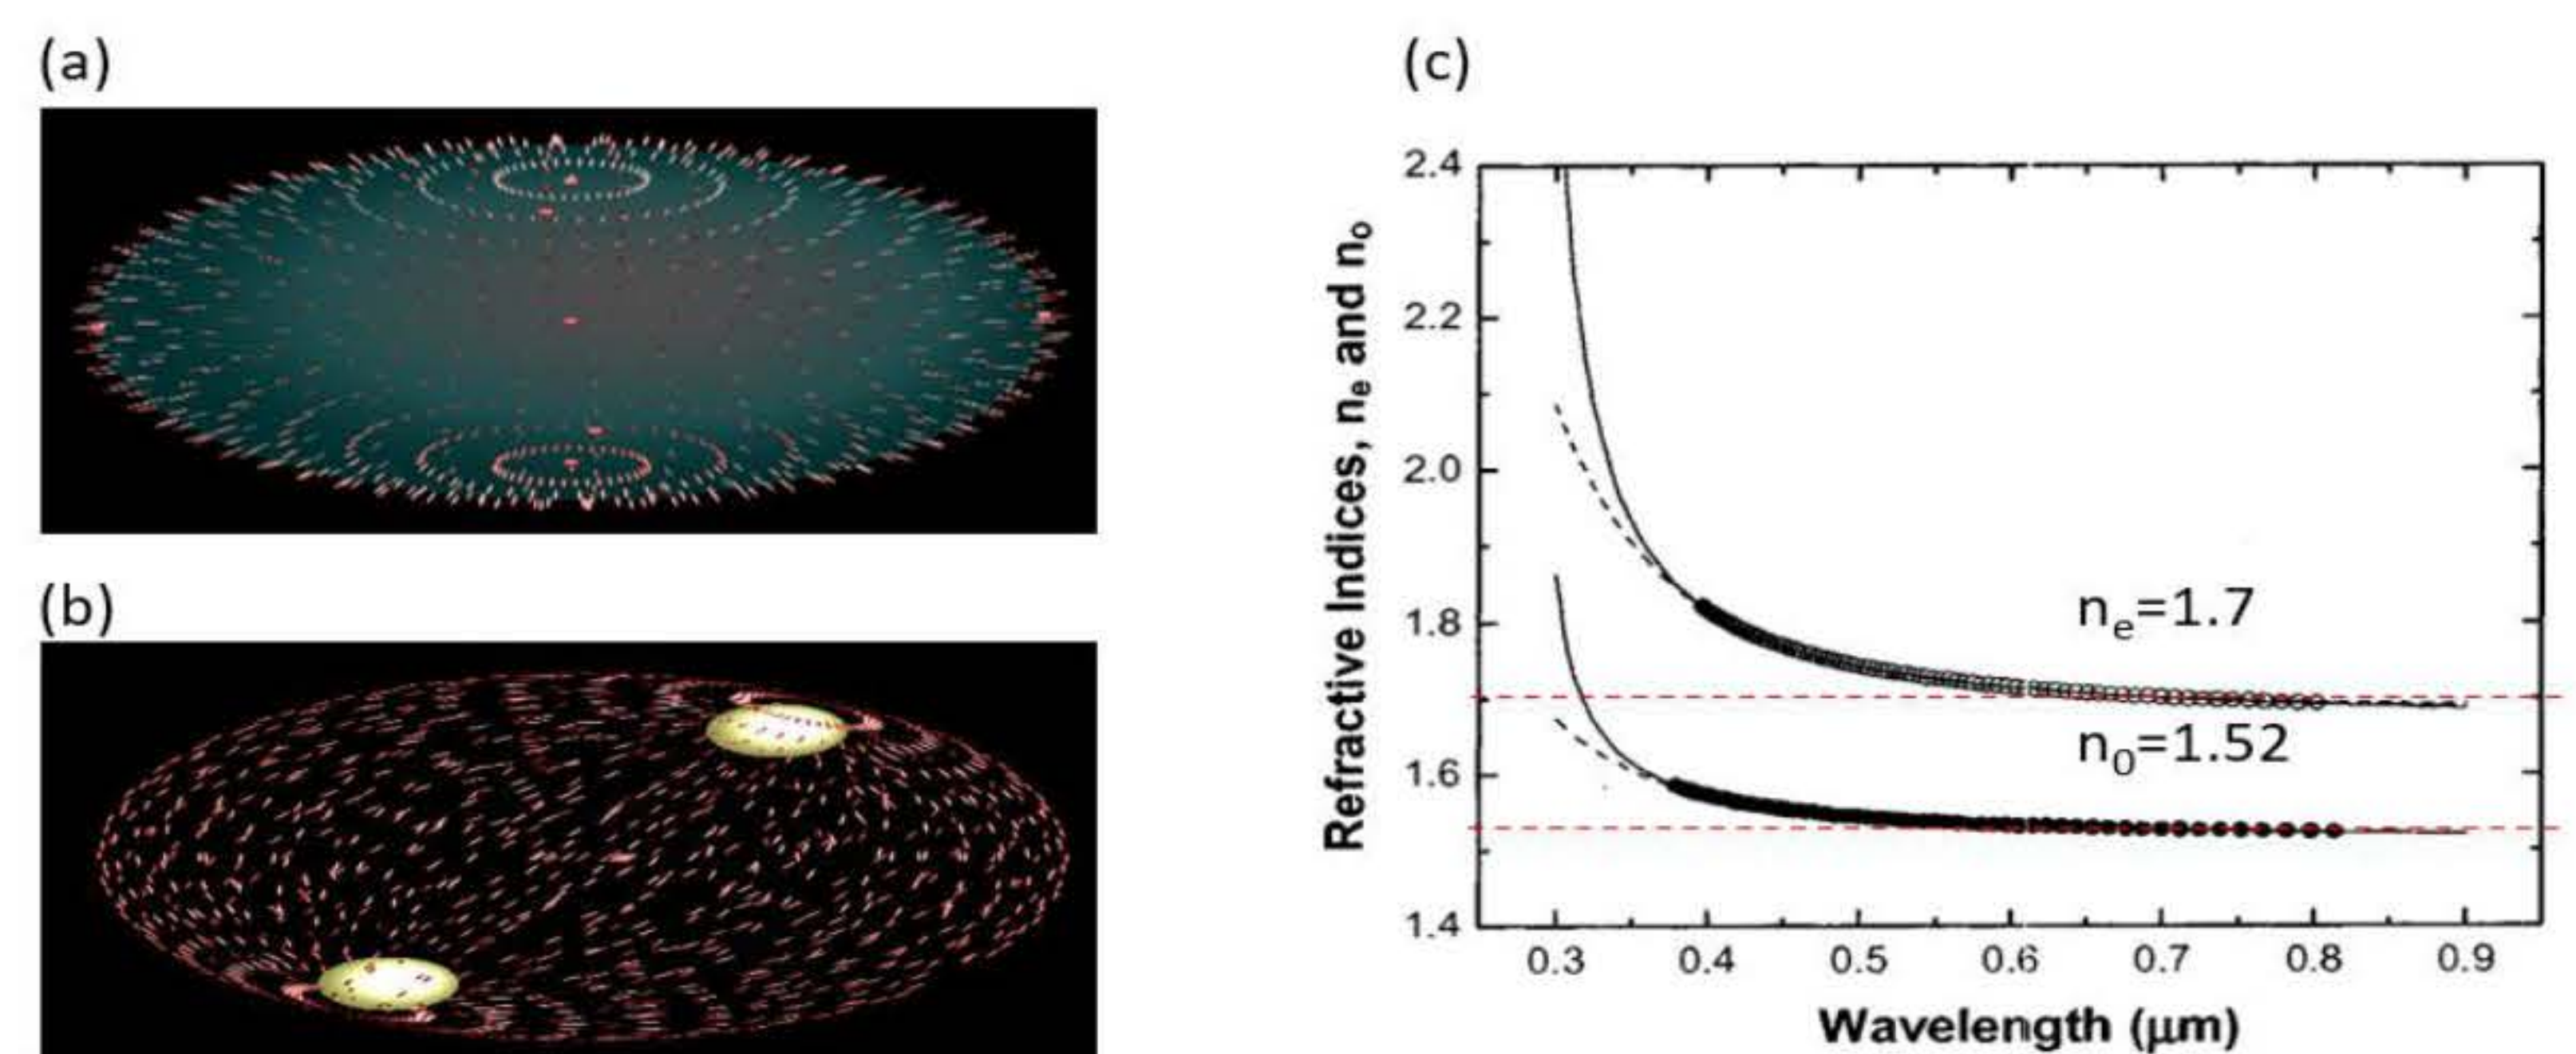 (a)
(b)
(c)
Refractive Indices, nₑ and nₒ
2.4
2.2
2.0
1.8
1.6
1.4
nₑ=1.7
n₀=1.52
0.3 0.4 0.5 0.6 0.7 0.8 0.9
Wavelength (μm)